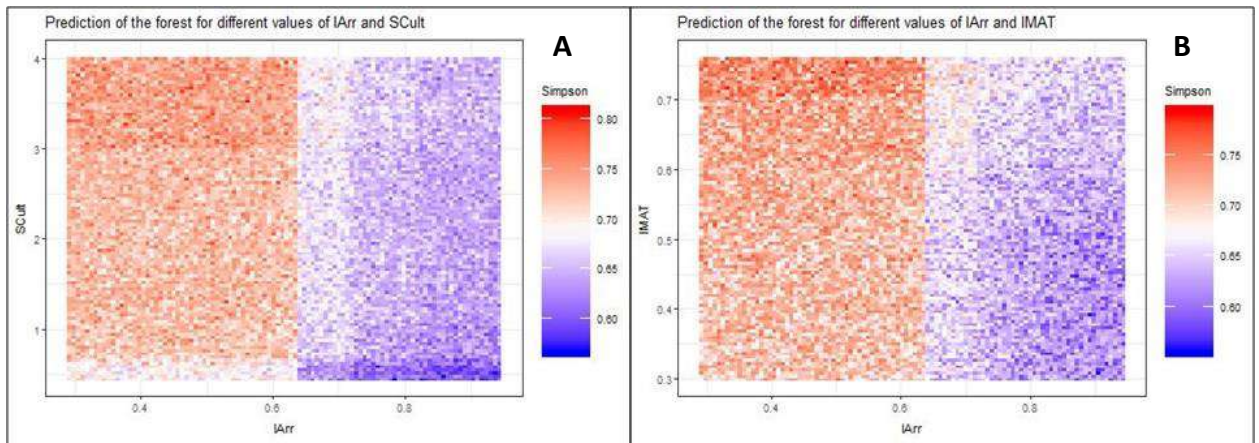 Prediction of the forest for different values of IArr and SCult
A
Simpson
0.80
0.75
0.70
0.65
0.60
4
3
2
1
SCult
0.4
0.6
0.8
IArr
Prediction of the forest for different values of IArr and IMAT
B
Simpson
0.75
0.70
0.65
0.60
0.7
0.6
0.5
0.4
0.3
IMAT
0.4
0.6
0.8
IArr